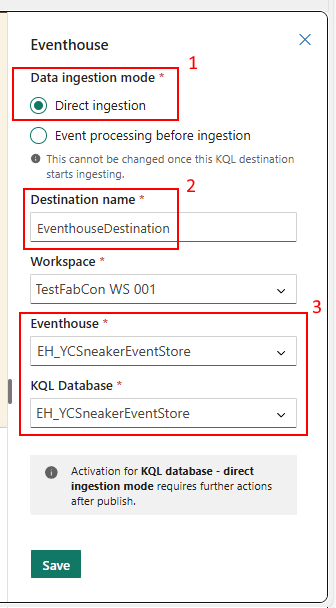 Eventhouse
1
Data ingestion mode *
Direct ingestion
Event processing before ingestion
This cannot be changed once this KQL destination
starts ingesting.
2
Destination name *
EventhouseDestination
Workspace *
TestFabCon WS 001
3
Eventhouse *
EH_YCSneakerEventStore
KQL Database *
EH_YCSneakerEventStore
Activation for KQL database - direct
ingestion mode requires further actions
after publish.
Save